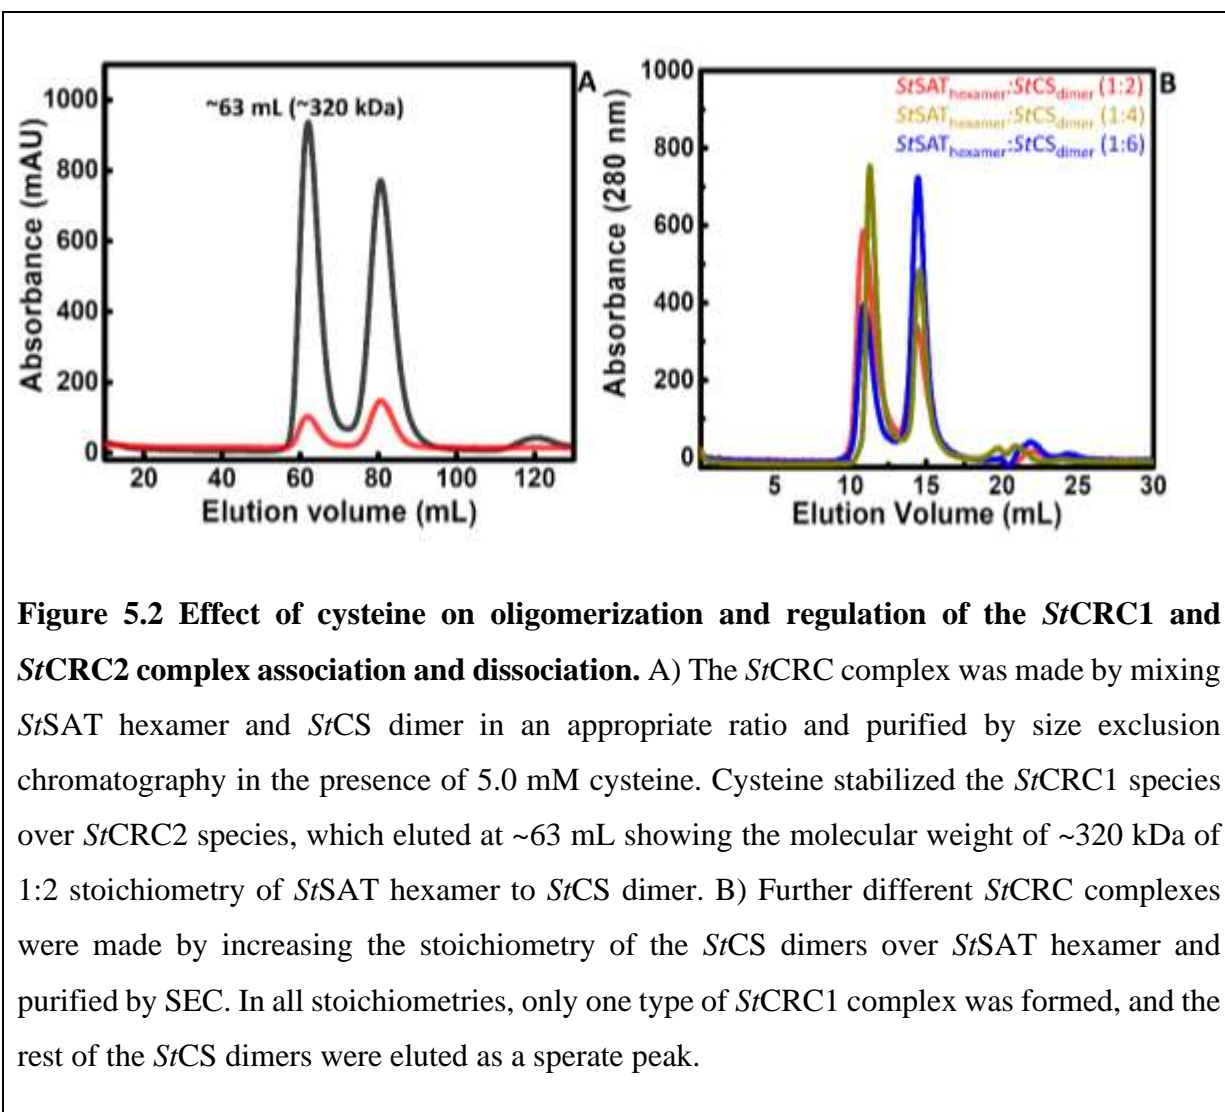 A
~63 mL (~320 kDa)
1000
800
600
400
200
0
Absorbance (mAU)
20 40 60 80 100 120
Elution volume (mL)
B
StSAThexamer:StCSdimer (1:2)
StSAThexamer:StCSdimer (1:4)
StSAThexamer:StCSdimer (1:6)
1000
800
600
400
200
0
Absorbance (280 nm)
5 10 15 20 25 30
Elution Volume (mL)
Figure 5.2 Effect of cysteine on oligomerization and regulation of the StCRC1 and
StCRC2 complex association and dissociation. A) The StCRC complex was made by mixing
StSAT hexamer and StCS dimer in an appropriate ratio and purified by size exclusion
chromatography in the presence of 5.0 mM cysteine. Cysteine stabilized the StCRC1 species
over StCRC2 species, which eluted at ~63 mL showing the molecular weight of ~320 kDa of
1:2 stoichiometry of StSAT hexamer to StCS dimer. B) Further different StCRC complexes
were made by increasing the stoichiometry of the StCS dimers over StSAT hexamer and
purified by SEC. In all stoichiometries, only one type of StCRC1 complex was formed, and the
rest of the StCS dimers were eluted as a sperate peak.